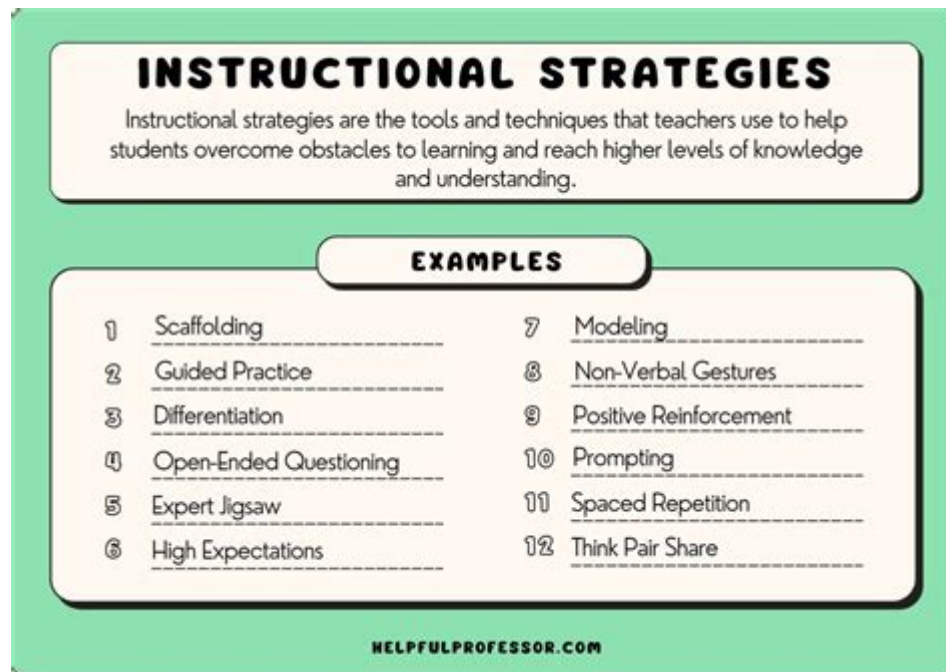 INSTRUCTIONAL STRATEGIES
Instructional strategies are the tools and techniques that teachers use to help
students overcome obstacles to learning and reach higher levels of knowledge
and understanding.
EXAMPLES
1 Scaffolding
2 Guided Practice
3 Differentiation
4 Open-Ended Questioning
5 Expert Jigsaw
6 High Expectations
7 Modeling
8 Non-Verbal Gestures
9 Positive Reinforcement
10 Prompting
11 Spaced Repetition
12 Think Pair Share
HELPFULPROFESSOR.COM